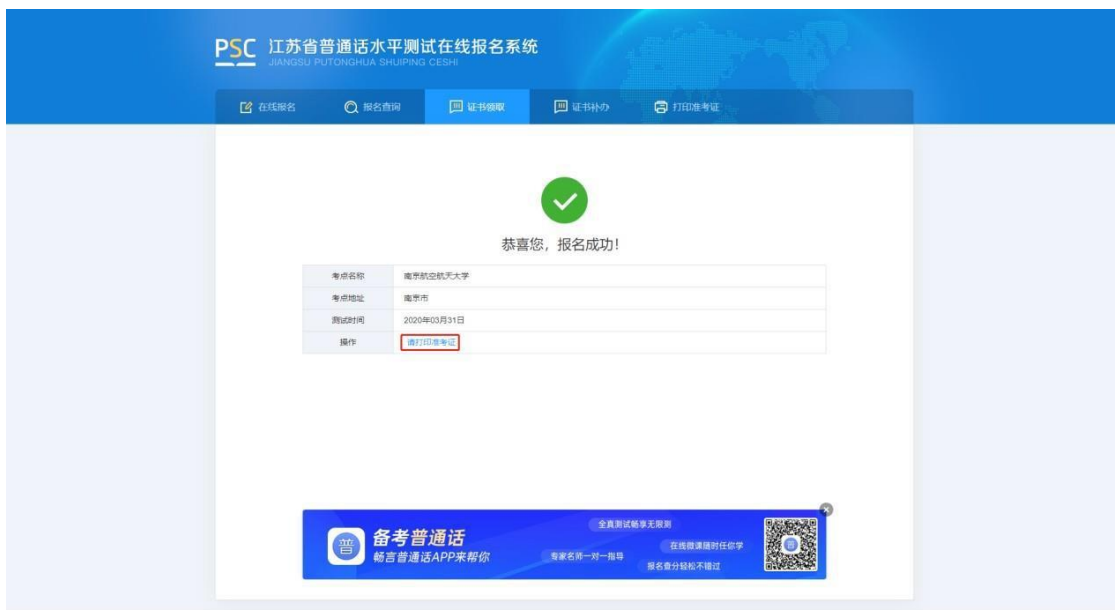 PSC 江苏省普通话水平测试在线报名系统
JIANGSU PUTONGHUA SHUIPING CESHI
在线报名 报名查询 证书领取 证书补办 打印准考证
恭喜您，报名成功！
考点名称 南京航空航天大学
考点地址 南京市
测试时间 2020年03月31日
操作 请打印准考证
普 备考普通话
畅言普通话APP来帮你
全真测试畅享无限测
在线微课随时任你学
专家名师一对一指导
报名查分轻松不错过
普